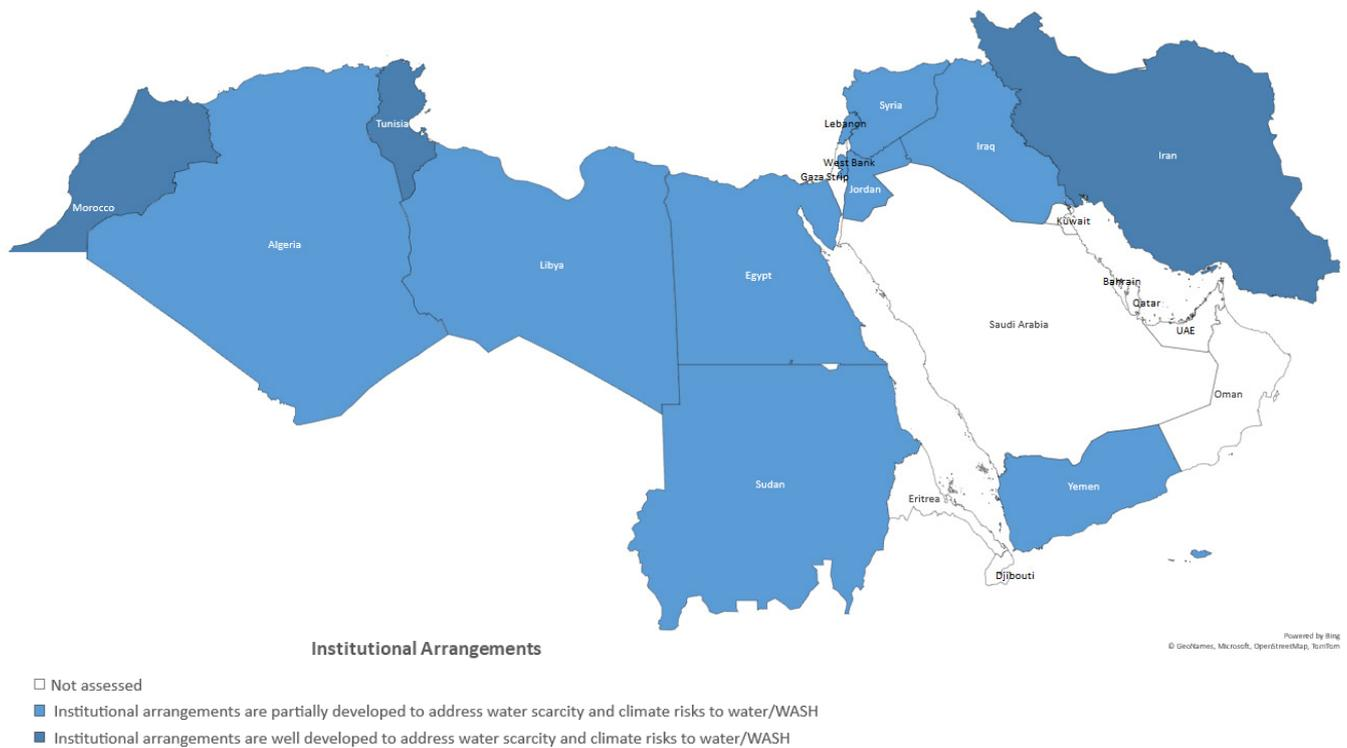 Syria
Lebanon
Tunisia
Iraq
Iran
West Bank
Gaza Strip
Jordan
Morocco
Kuwait
Algeria
Libya
Egypt
Bahrain
Qatar
Saudi Arabia
UAE
Oman
Sudan
Yemen
Eritrea
Djibouti
Powered by Bing
© GeoNames, Microsoft, OpenStreetMap, TomTom
Institutional Arrangements
Not assessed
Institutional arrangements are partially developed to address water scarcity and climate risks to water/WASH
Institutional arrangements are well developed to address water scarcity and climate risks to water/WASH